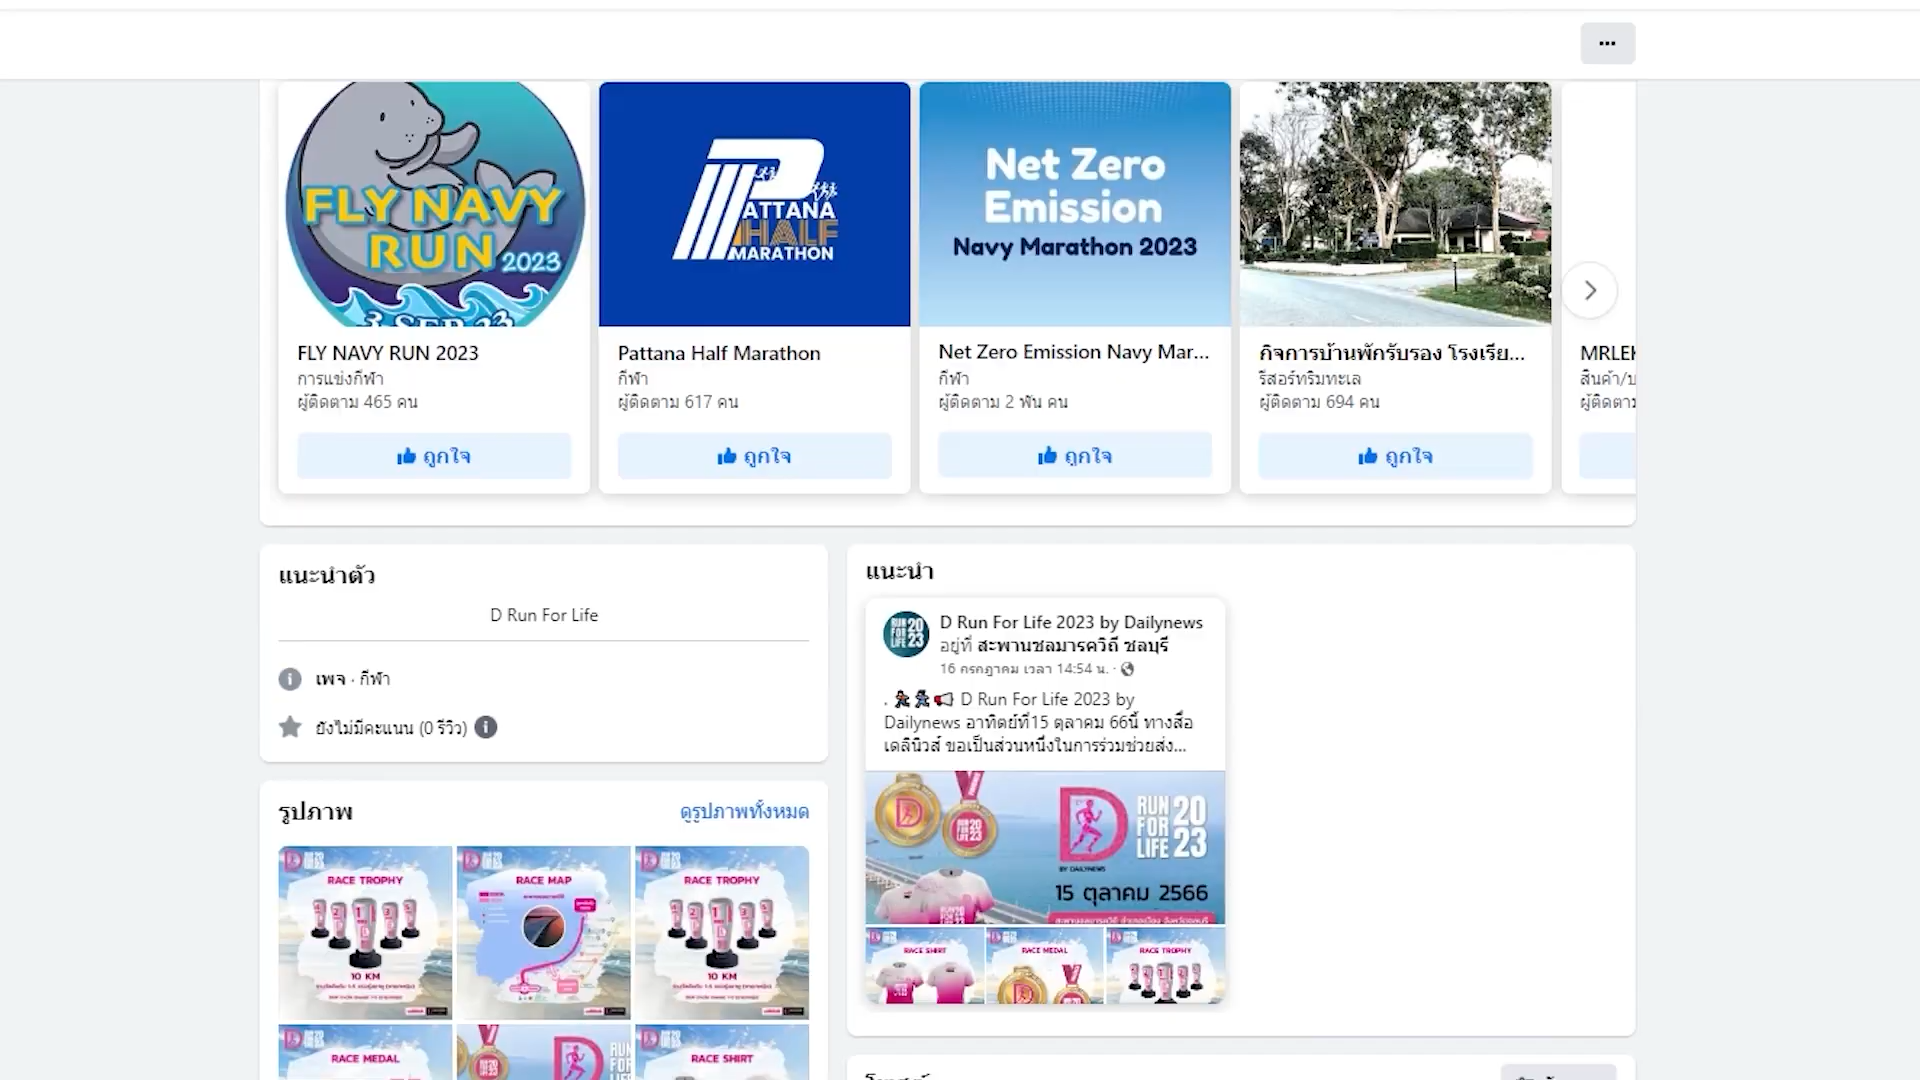 FLY NAVY
RUN 2023
3 SEP 23
PATTANA
HALF
MARATHON
Net Zero
Emission
Navy Marathon 2023
FLY NAVY RUN 2023
การแข่งกีฬา
ผู้ติดตาม 465 คน
ถูกใจ
Pattana Half Marathon
กีฬา
ผู้ติดตาม 617 คน
ถูกใจ
Net Zero Emission Navy Mar...
กีฬา
ผู้ติดตาม 2 พัน คน
ถูกใจ
กิจการบ้านพักรับรอง โรงเรีย...
รีสอร์ทริมทะเล
ผู้ติดตาม 694 คน
ถูกใจ
แนะนำตัว
D Run For Life
เพจ · กีฬา
ยังไม่มีคะแนน (0 รีวิว)
รูปภาพ
ดูรูปภาพทั้งหมด
RACE TROPHY
10 KM
RACE MAP
RACE TROPHY
10 KM
RACE MEDAL
RACE SHIRT
แนะนำ
D Run For Life 2023 by Dailynews
อยู่ที่ สะพานชลมารควิถี ชลบุรี
16 กรกฎาคม เวลา 14:54 น. ·
. D Run For Life 2023 by
Dailynews อาทิตย์ที่15 ตุลาคม 66นี้ ทางสื่อ
เดลินิวส์ ขอเป็นส่วนหนึ่งในการร่วมช่วยส่ง...
D RUN FOR LIFE 2023
BY DAILYNEWS
15 ตุลาคม 2566
RACE SHIRT
RACE MEDAL
RACE TROPHY